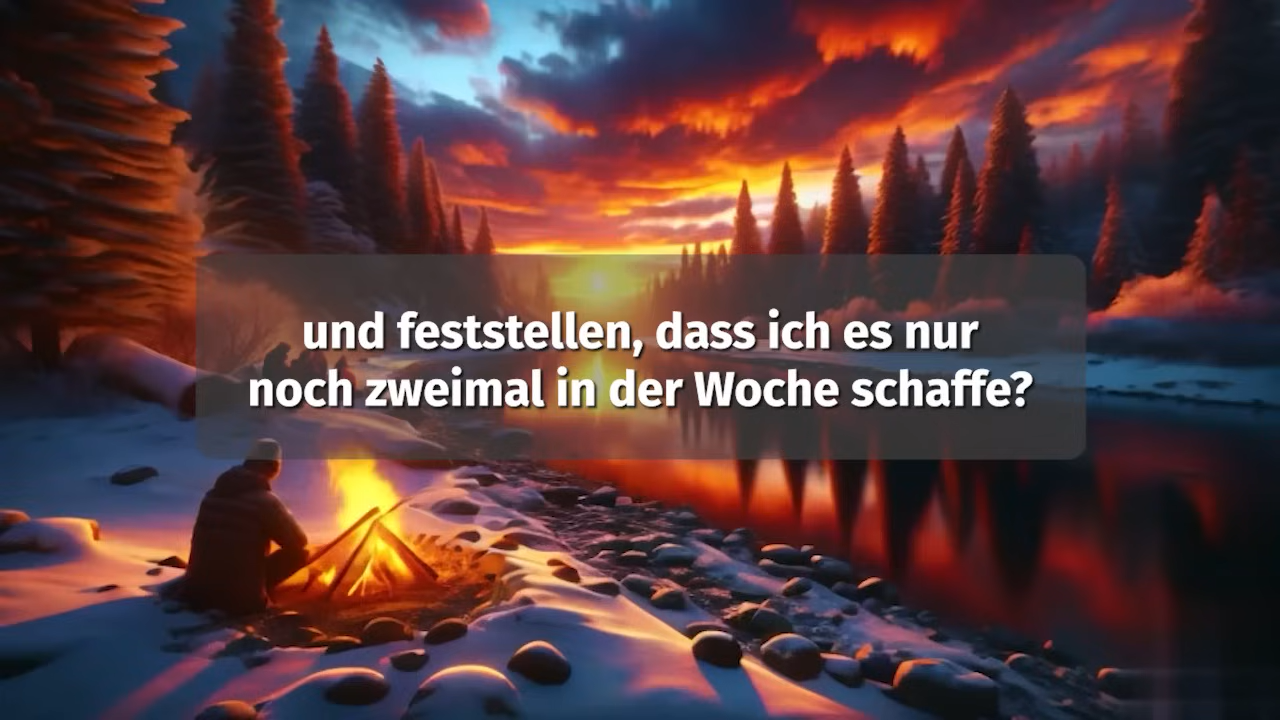 und feststellen, dass ich es nur
noch zweimal in der Woche schaffe?